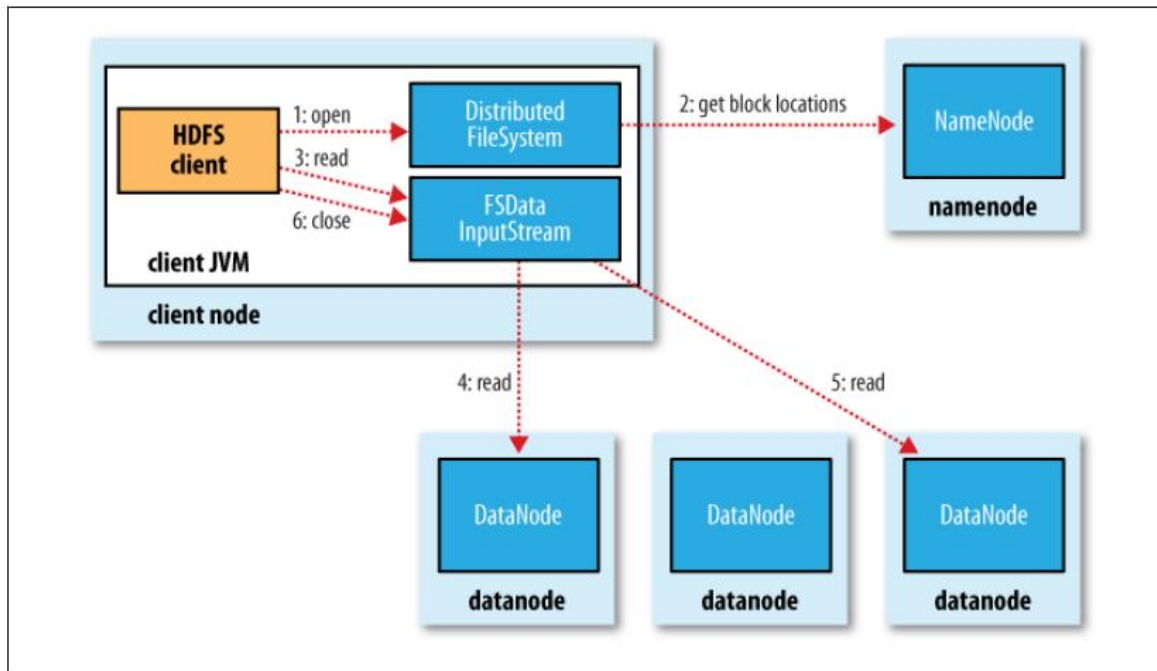 HDFS
client
1: open
3: read
6: close
Distributed
FileSystem
FSData
InputStream
client JVM
client node
2: get block locations
NameNode
namenode
4: read
5: read
DataNode
datanode
DataNode
datanode
DataNode
datanode